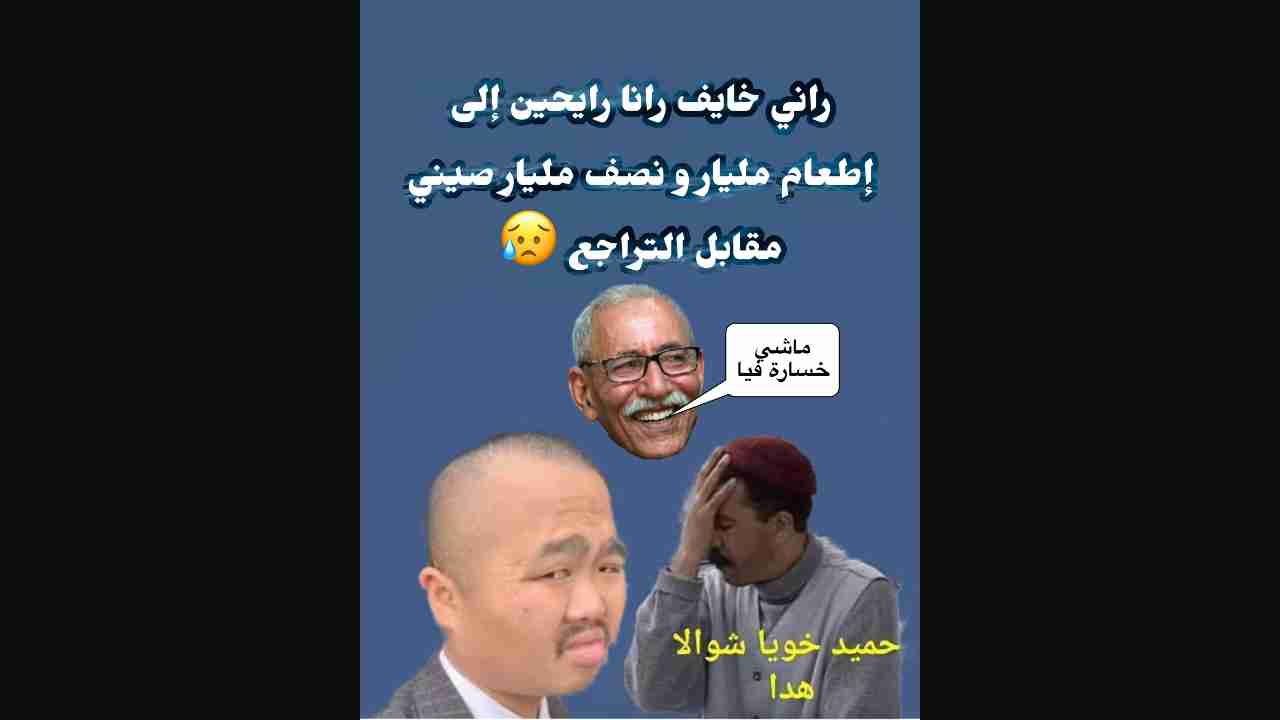 راني خايف رانا رايحين إلى
إطعام مليار و نصف مليار صيني
مقابل التراجع 😥
ماشي
خسارة فيا
حميد خويا شوالا
هدا